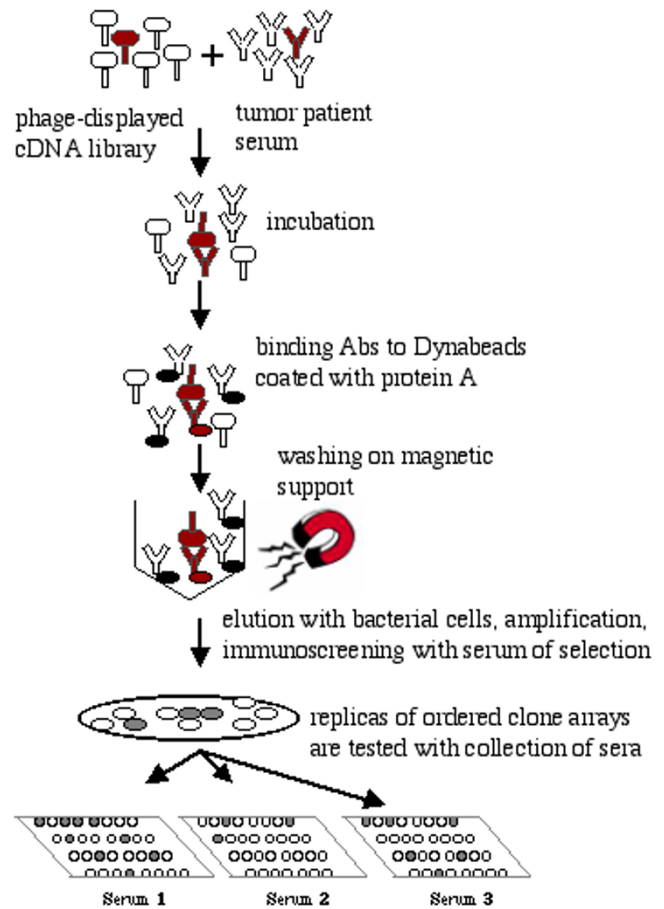 +
phage-displayed
cDNA library
tumor patient
serum
incubation
binding Abs to Dynabeads
coated with protein A
washing on magnetic
support
elution with bacterial cells, amplification,
immunoscreening with serum of selection
replicas of ordered clone arrays
are tested with collection of sera
Serum 1
Serum 2
Serum 3